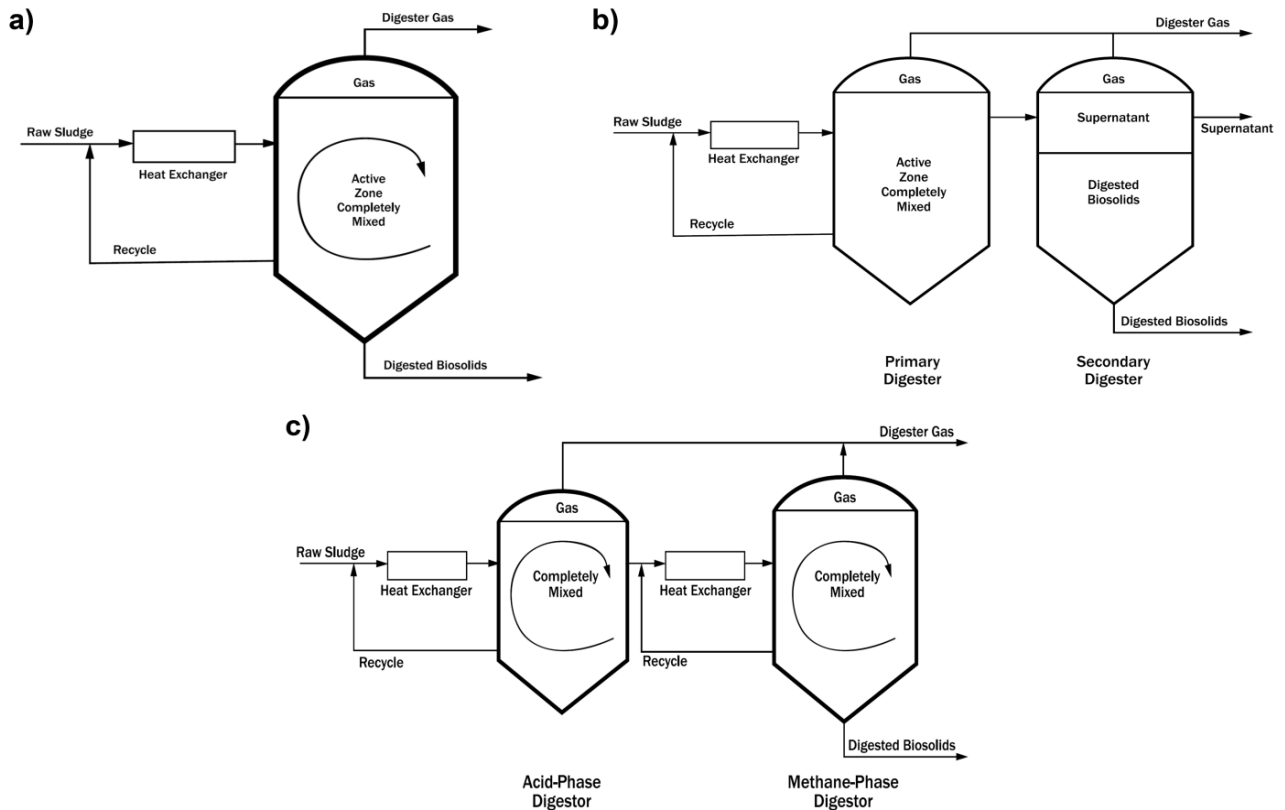 a)
Digester Gas
Gas
Raw Sludge
Heat Exchanger
Active
Zone
Completely
Mixed
Recycle
Digested Biosolids
b)
Digester Gas
Gas
Gas
Raw Sludge
Heat Exchanger
Supernatant
Supernatant
Active
Zone
Completely
Mixed
Digested
Biosolids
Recycle
Digested Biosolids
Primary
Digester
Secondary
Digester
c)
Digester Gas
Gas
Gas
Raw Sludge
Heat Exchanger
Completely
Mixed
Heat Exchanger
Completely
Mixed
Recycle
Recycle
Digested Biosolids
Acid-Phase
Digestor
Methane-Phase
Digestor